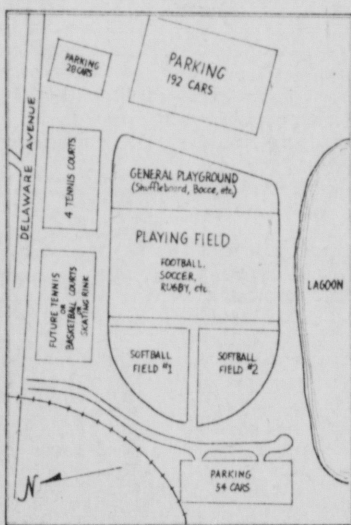 PARKING
28 CARS
PARKING
192 CARS
DELAWARE AVENUE
4 TENNIS COURTS
GENERAL PLAYGROUND
(Shuffleboard, Bocce, etc.)
PLAYING FIELD
FOOTBALL,
SOCCER,
RUGBY, etc.
LAGOON
FUTURE TENNIS
OR
BASKETBALL COURTS
OR
SKATING RINK
SOFTBALL
FIELD #1
SOFTBALL
FIELD #2
PARKING
54 CARS
N